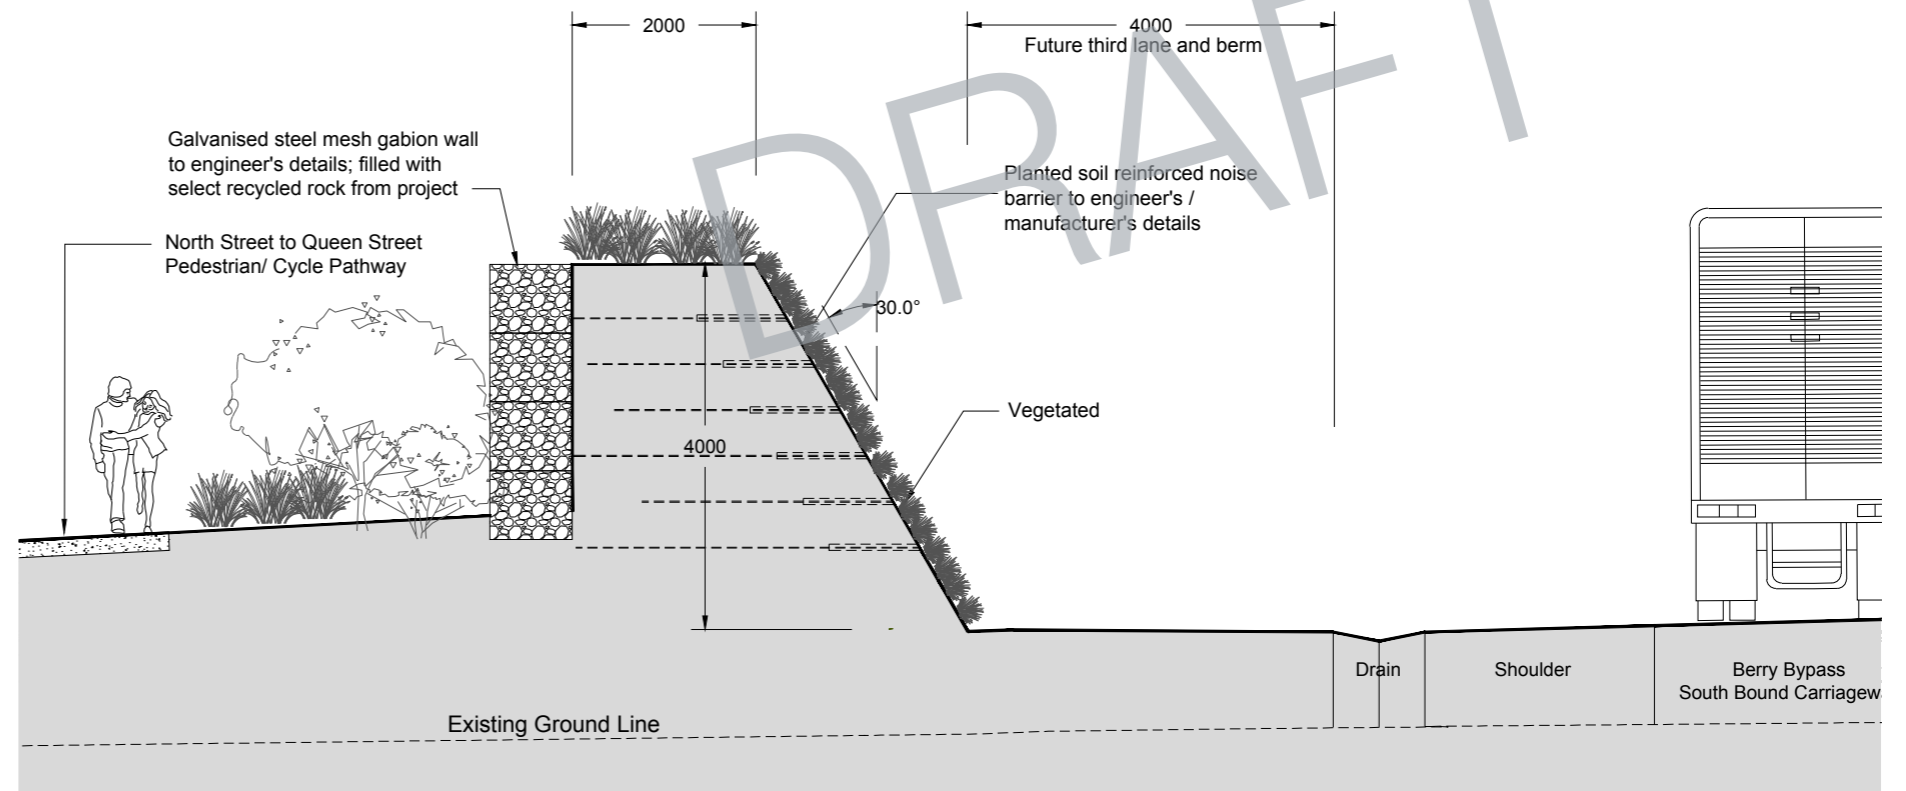 2000
4000
Future third lane and berm
DRAFT
Galvanised steel mesh gabion wall
to engineer's details; filled with
select recycled rock from project
Planted soil reinforced noise
barrier to engineer's /
manufacturer's details
North Street to Queen Street
Pedestrian/ Cycle Pathway
30.0°
Vegetated
4000
Drain
Shoulder
Berry Bypass
South Bound Carriagew
Existing Ground Line